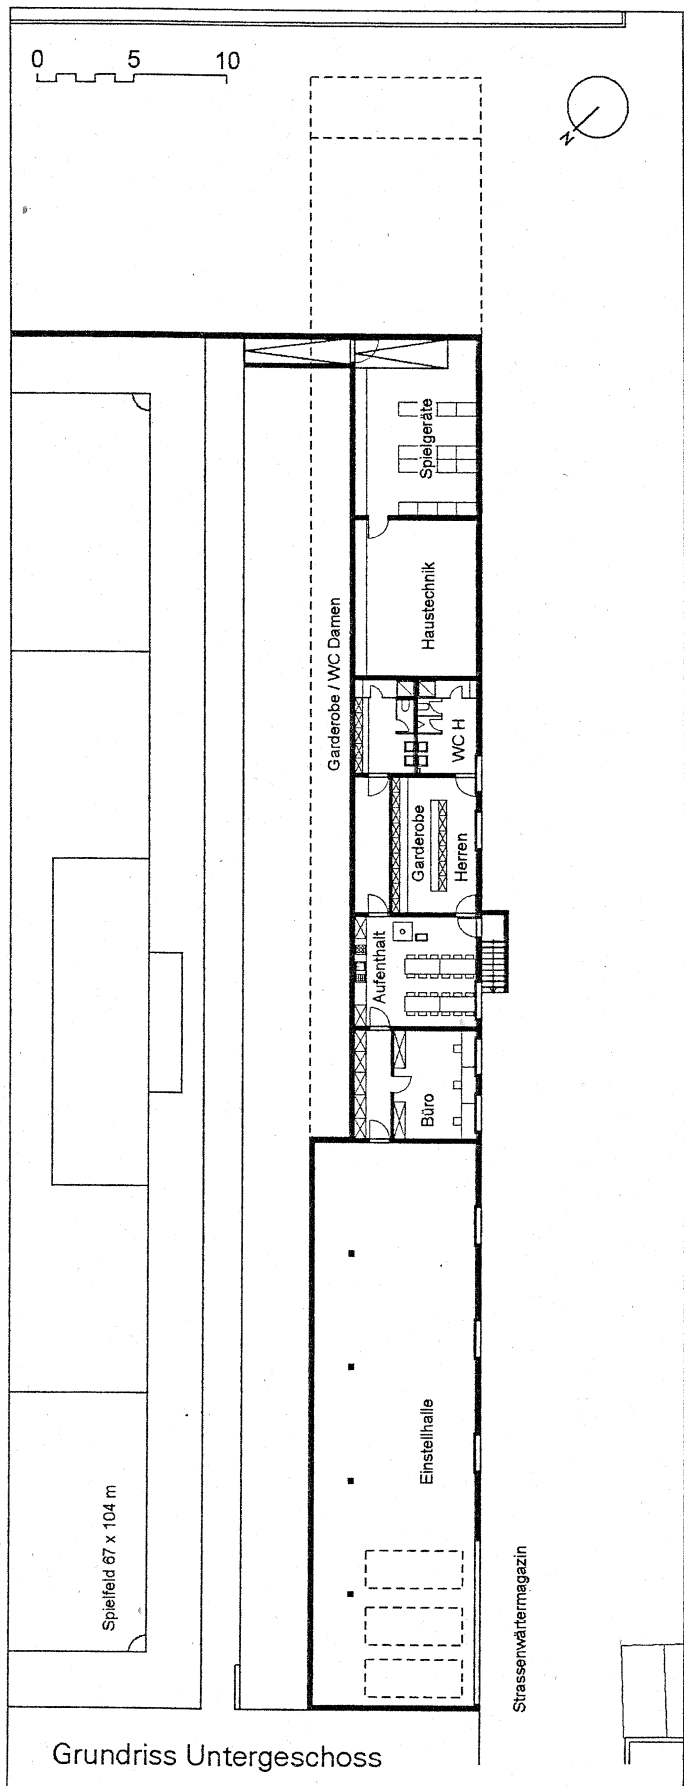 0 5 10
N
Spielgeräte
Haustechnik
Garderobe / WC Damen
WC H
Garderobe
Herren
Aufenthalt
Büro
Einstellhalle
Spielfeld 67 x 104 m
Strassenwärtermagazin
Grundriss Untergeschoss